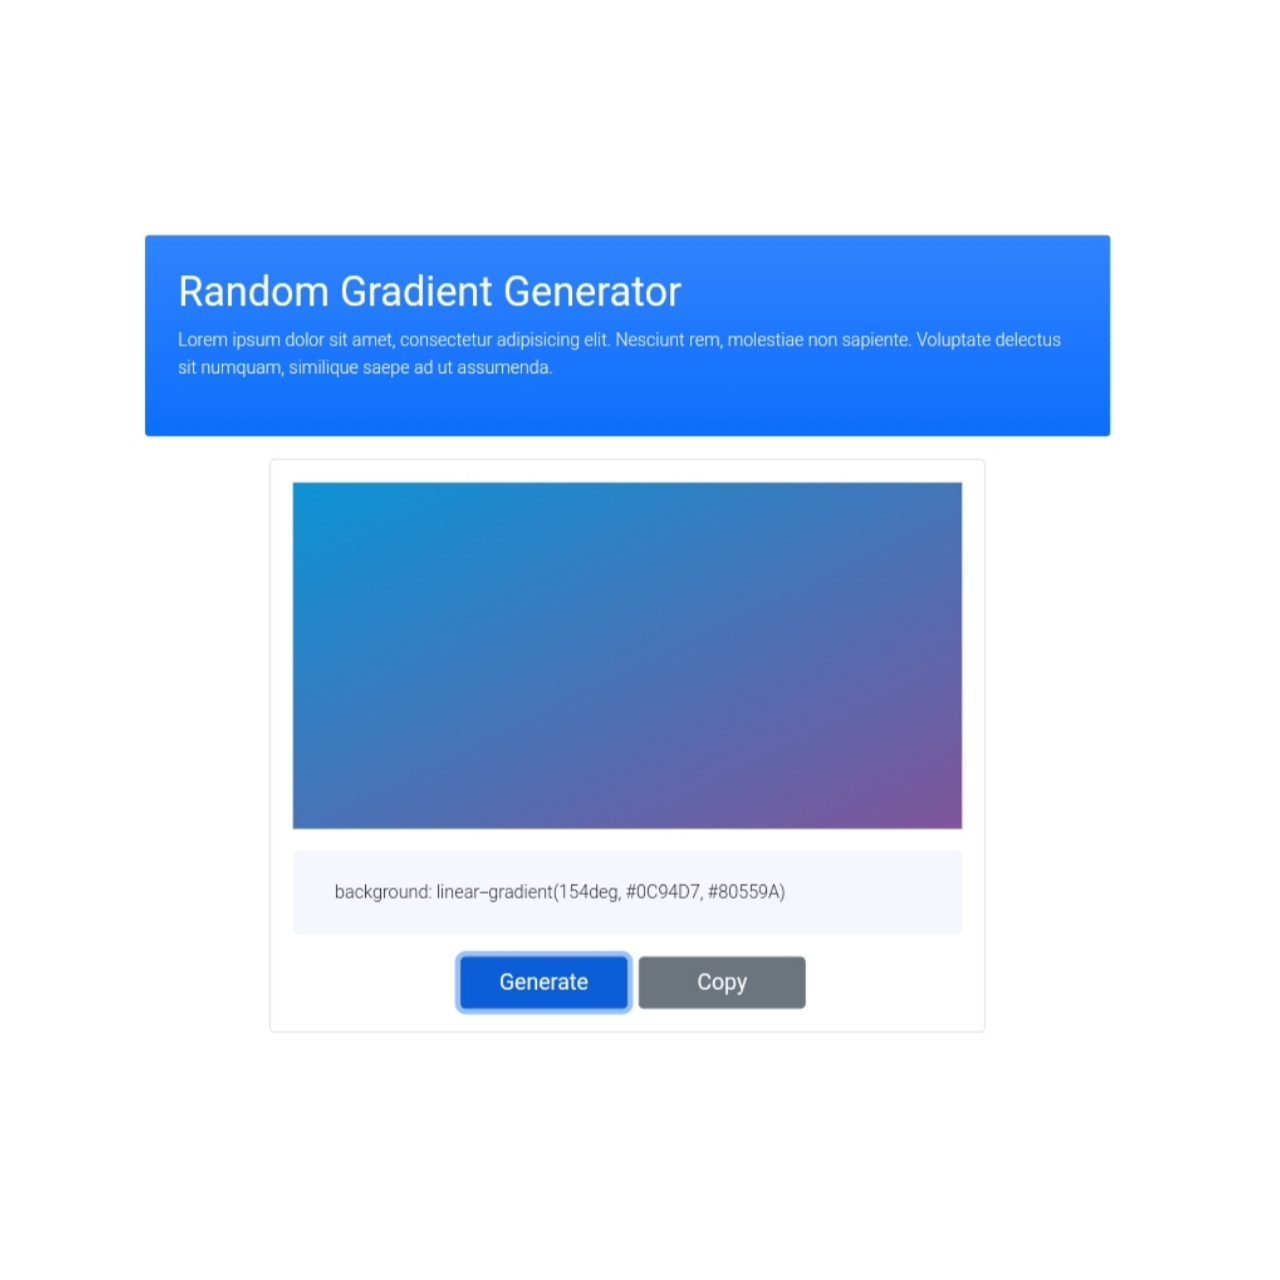 Random Gradient Generator
Lorem ipsum dolor sit amet, consectetur adipisicing elit. Nesciunt rem, molestiae non sapiente. Voluptate delectus
sit numquam, similique saepe ad ut assumenda.
background: linear-gradient(154deg, #0C94D7, #80559A)
Generate Copy